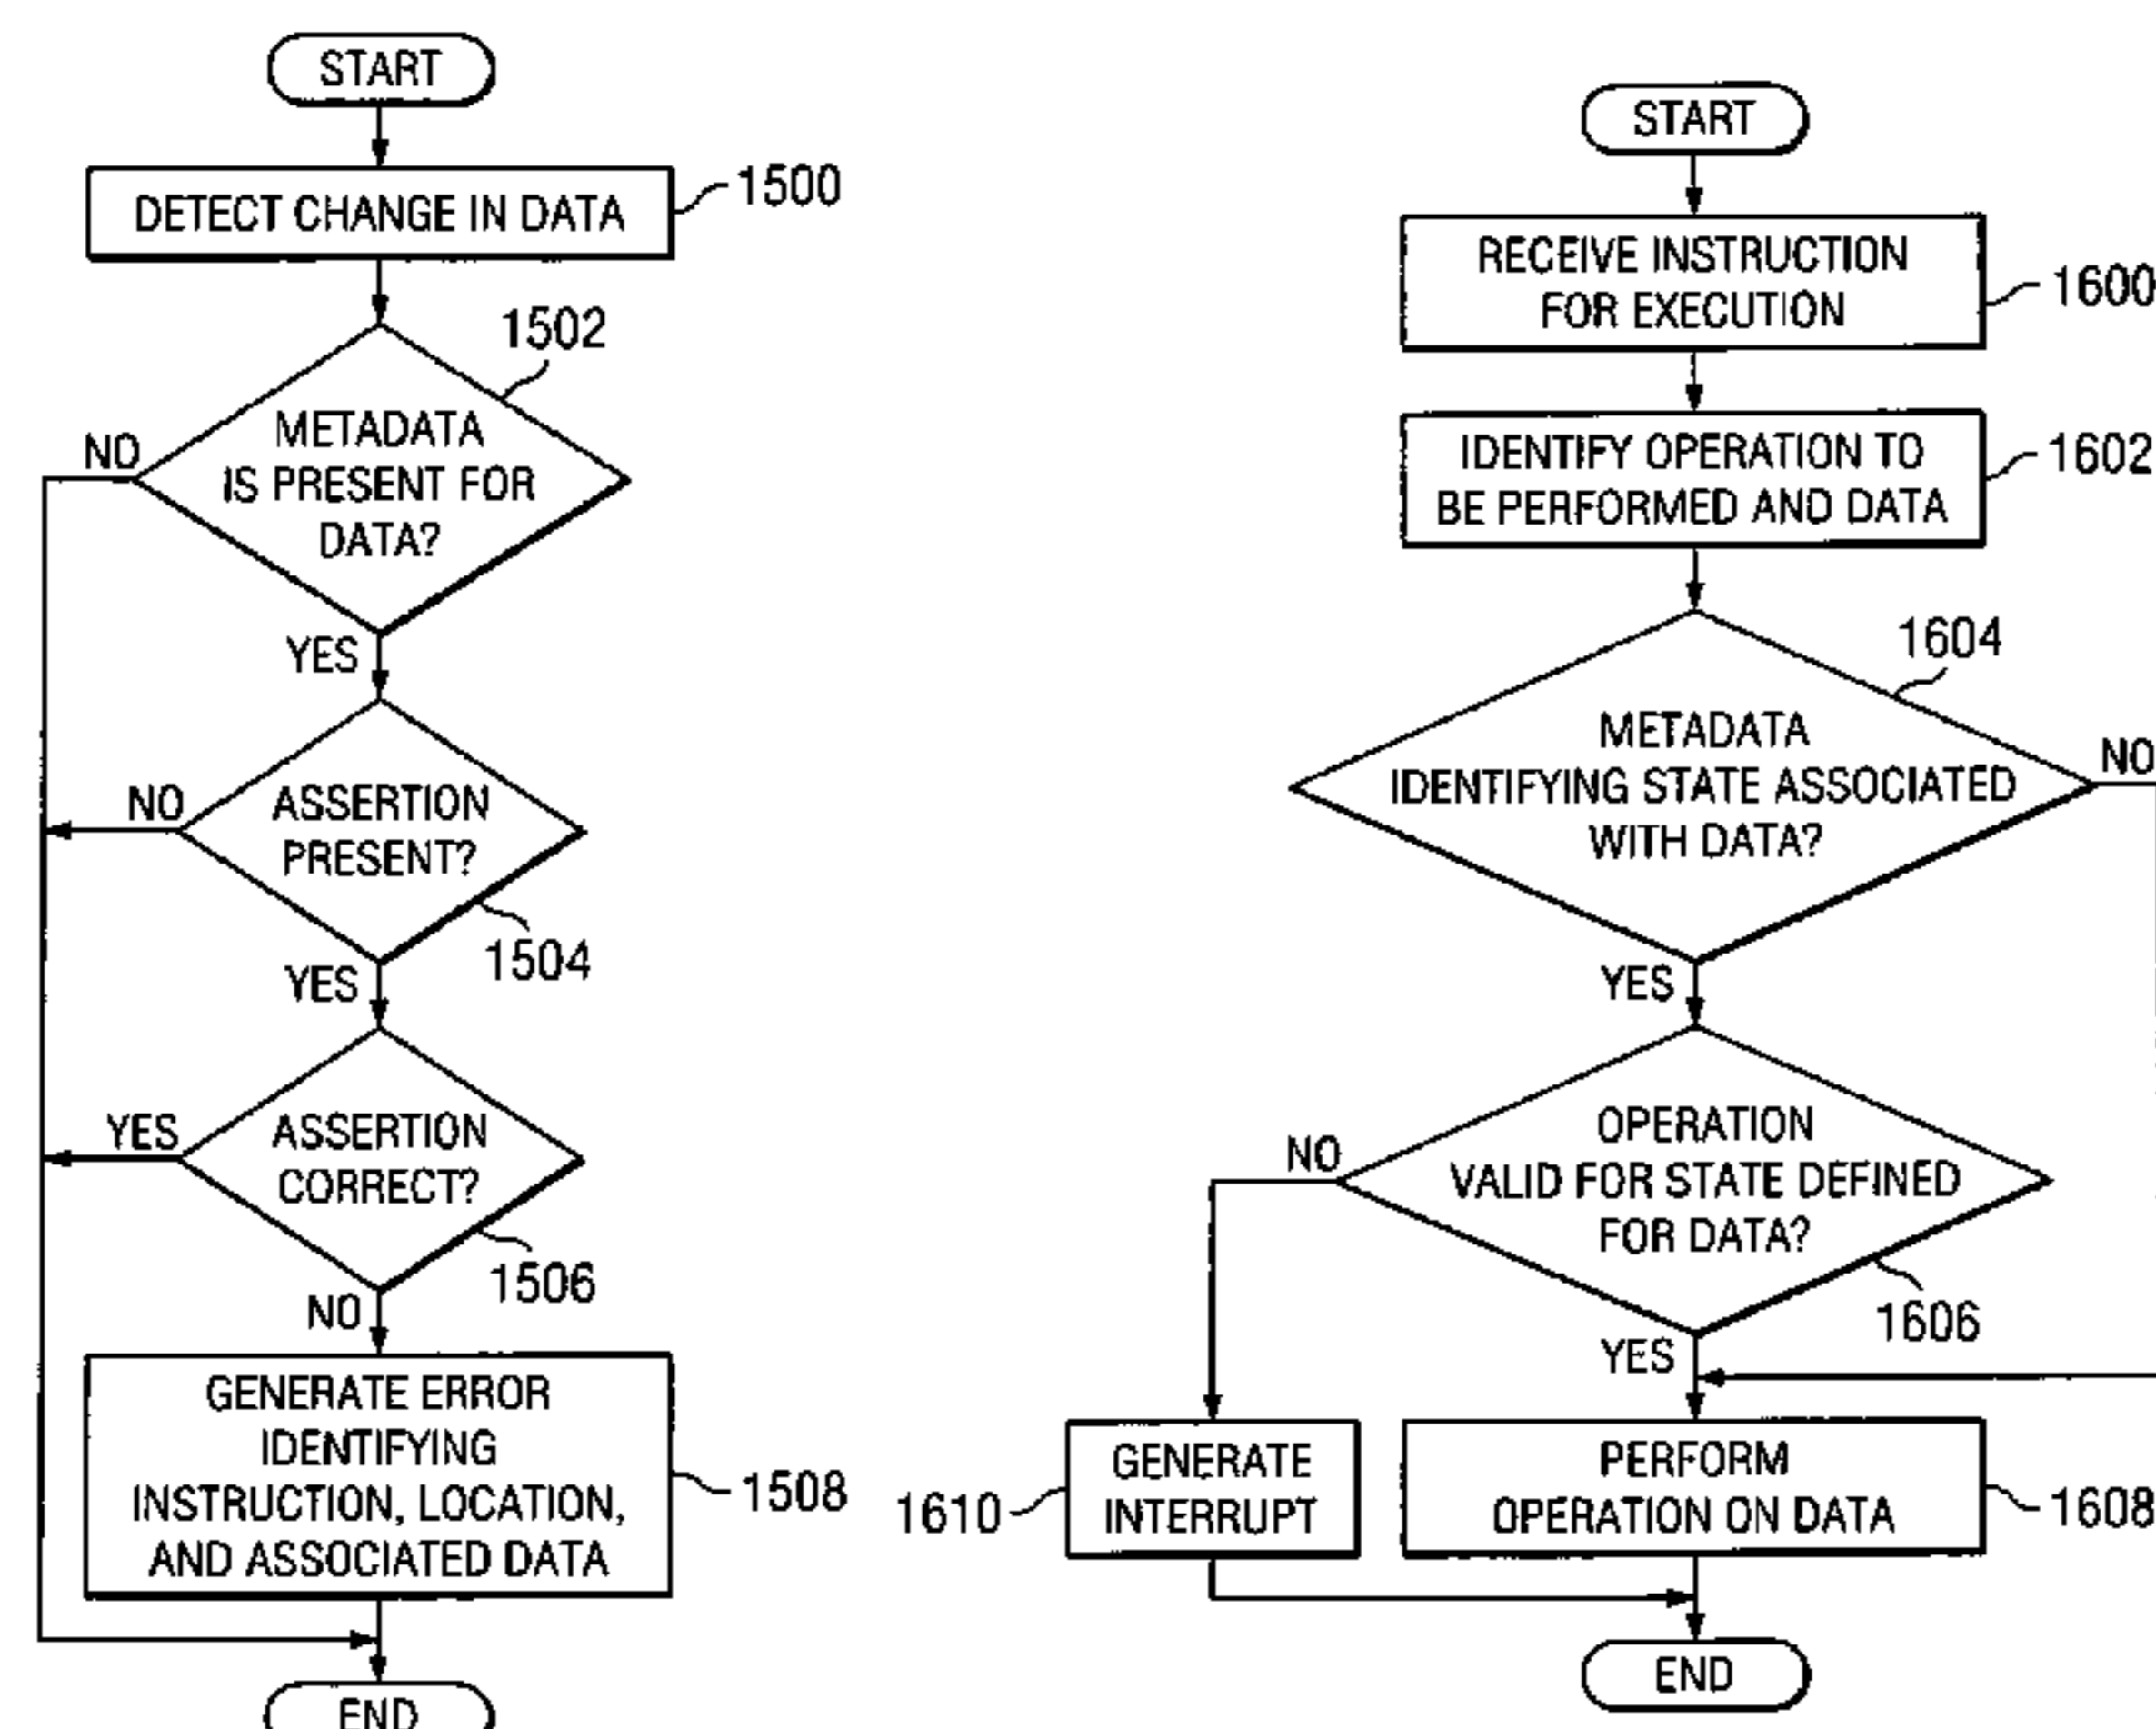 START
DETECT CHANGE IN DATA
1500
1502
METADATA
IS PRESENT FOR
DATA?
NO
YES
ASSERTION
PRESENT?
NO
1504
YES
ASSERTION
CORRECT?
YES
1506
NO
GENERATE ERROR
IDENTIFYING
INSTRUCTION, LOCATION,
AND ASSOCIATED DATA
1508
END
START
RECEIVE INSTRUCTION
FOR EXECUTION
1600
IDENTIFY OPERATION TO
BE PERFORMED AND DATA
1602
1604
METADATA
IDENTIFYING STATE ASSOCIATED
WITH DATA?
NO
YES
OPERATION
VALID FOR STATE DEFINED
FOR DATA?
NO
1606
YES
GENERATE
INTERRUPT
1610
PERFORM
OPERATION ON DATA
1608
END